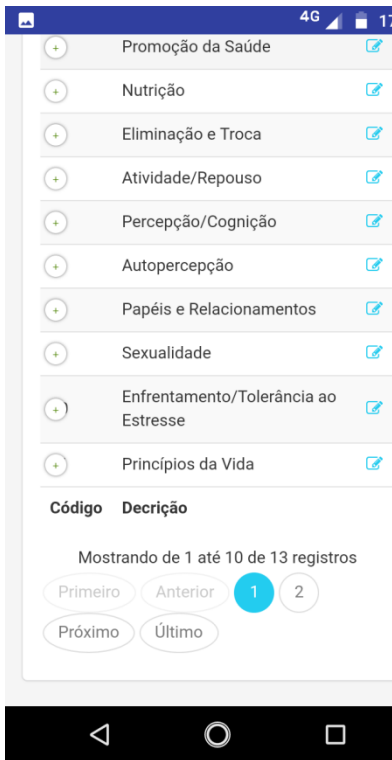 4G 17
Promoção da Saúde
Nutrição
Eliminação e Troca
Atividade/Repouso
Percepção/Cognição
Autopercepção
Papéis e Relacionamentos
Sexualidade
Enfrentamento/Tolerância ao
Estresse
Princípios da Vida
Código Decrição
Mostrando de 1 até 10 de 13 registros
Primeiro Anterior 1 2
Próximo Último